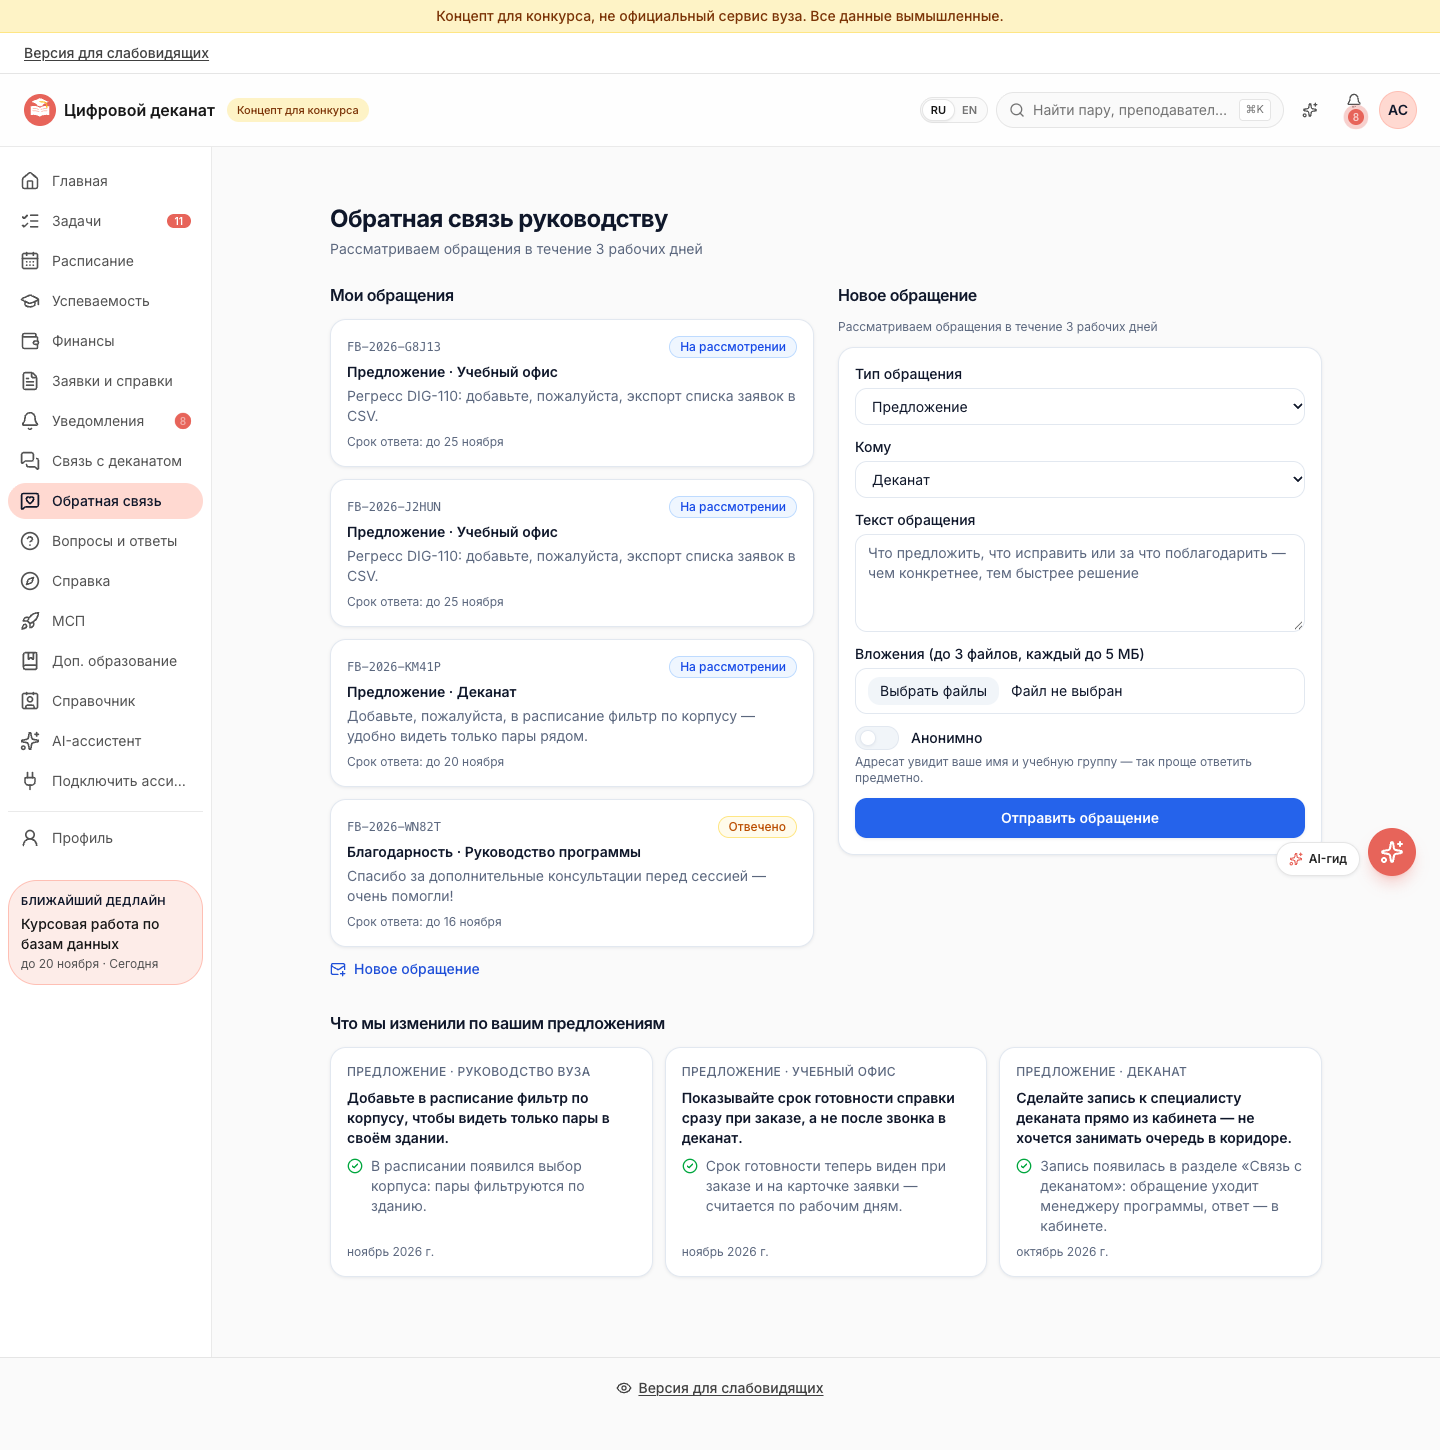 Концепт для конкурса, не официальный сервис вуза. Все данные вымышленные.
Версия для слабовидящих
Цифровой деканат
Концепт для конкурса
RU EN
Найти пару, преподавател...
⌘K
8
АС
Главная
Задачи 11
Расписание
Успеваемость
Финансы
Заявки и справки
Уведомления 8
Связь с деканатом
Обратная связь
Вопросы и ответы
Справка
МСП
Доп. образование
Справочник
AI-ассистент
Подключить асси...
Профиль
БЛИЖАЙШИЙ ДЕДЛАЙН
Курсовая работа по
базам данных
до 20 ноября · Сегодня
Обратная связь руководству
Рассматриваем обращения в течение 3 рабочих дней
Мои обращения
FB-2026-G8J13 На рассмотрении
Предложение · Учебный офис
Регресс DIG-110: добавьте, пожалуйста, экспорт списка заявок в
CSV.
Срок ответа: до 25 ноября
FB-2026-J2HUN На рассмотрении
Предложение · Учебный офис
Регресс DIG-110: добавьте, пожалуйста, экспорт списка заявок в
CSV.
Срок ответа: до 25 ноября
FB-2026-KM41P На рассмотрении
Предложение · Деканат
Добавьте, пожалуйста, в расписание фильтр по корпусу —
удобно видеть только пары рядом.
Срок ответа: до 20 ноября
FB-2026-WN82T Отвечено
Благодарность · Руководство программы
Спасибо за дополнительные консультации перед сессией —
очень помогли!
Срок ответа: до 16 ноября
Новое обращение
Новое обращение
Рассматриваем обращения в течение 3 рабочих дней
Тип обращения
Предложение
Кому
Деканат
Текст обращения
Что предложить, что исправить или за что поблагодарить —
чем конкретнее, тем быстрее решение
Вложения (до 3 файлов, каждый до 5 МБ)
Выбрать файлы Файл не выбран
Анонимно
Адресат увидит ваше имя и учебную группу — так проще ответить
предметно.
Отправить обращение
AI-гид
Что мы изменили по вашим предложениям
ПРЕДЛОЖЕНИЕ · РУКОВОДСТВО ВУЗА
Добавьте в расписание фильтр по
корпусу, чтобы видеть только пары в
своём здании.
В расписании появился выбор
корпуса: пары фильтруются по
зданию.
ноябрь 2026 г.
ПРЕДЛОЖЕНИЕ · УЧЕБНЫЙ ОФИС
Показывайте срок готовности справки
сразу при заказе, а не после звонка в
деканат.
Срок готовности теперь виден при
заказе и на карточке заявки —
считается по рабочим дням.
ноябрь 2026 г.
ПРЕДЛОЖЕНИЕ · ДЕКАНАТ
Сделайте запись к специалисту
деканата прямо из кабинета — не
хочется занимать очередь в коридоре.
Запись появилась в разделе «Связь с
деканатом»: обращение уходит
менеджеру программы, ответ — в
кабинете.
октябрь 2026 г.
Версия для слабовидящих